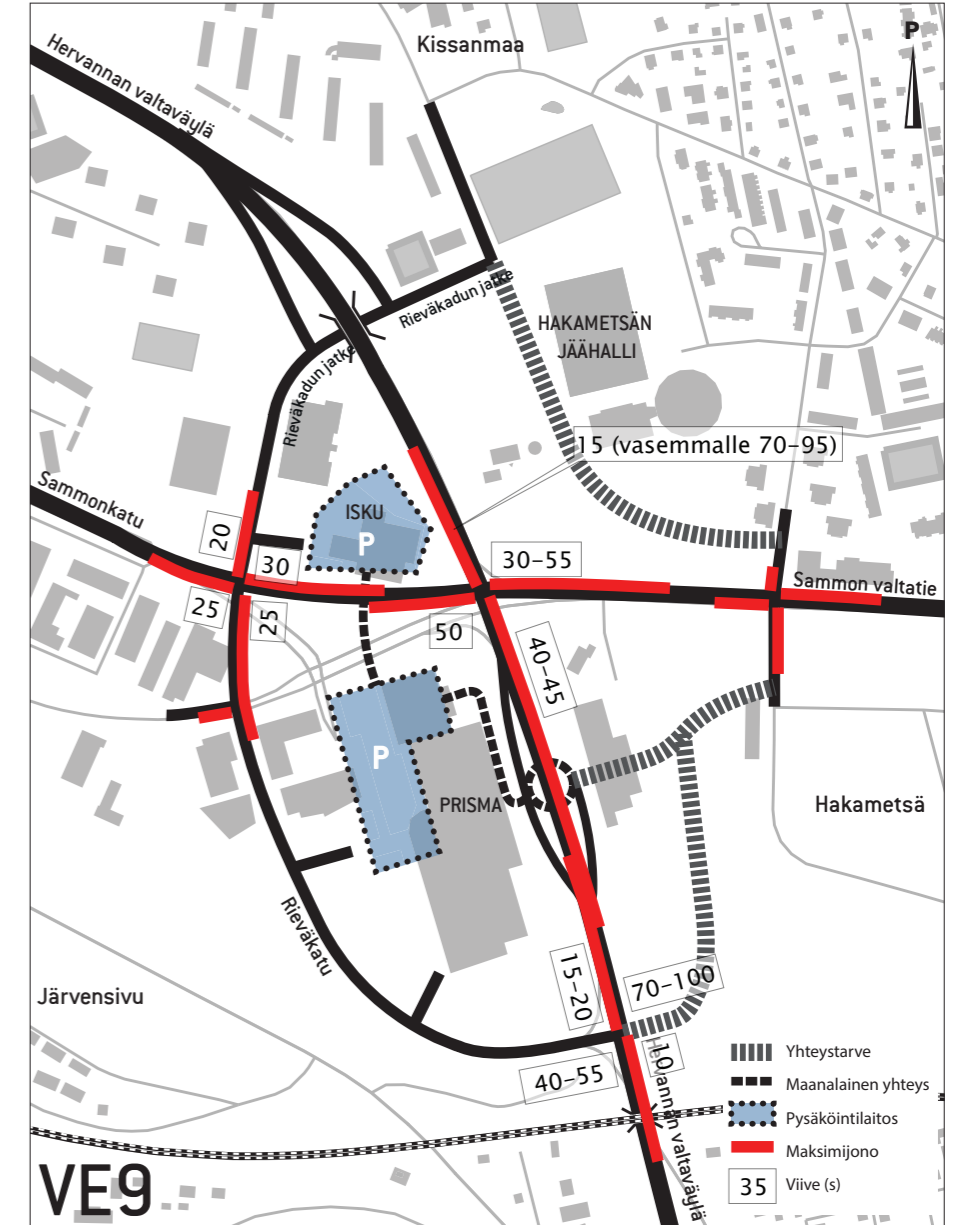 Kissanmaa
P
Hervannan valtaväylä
Rieväkadun jatke
HAKAMETSÄN
JÄÄHALLI
Rieväkadun jatke
15 (vasemmalle 70–95)
Sammonkatu
ISKU
P
20
30
30–55
Sammon valtatie
25
25
50
40–45
P
PRISMA
Hakametsä
Rieväkatu
Järvensivu
15–20
70–100
10
40–55
Hervannan valtaväylä
Yhteystarve
Maanalainen yhteys
Pysäköintilaitos
Maksimijono
35
Viive (s)
VE9